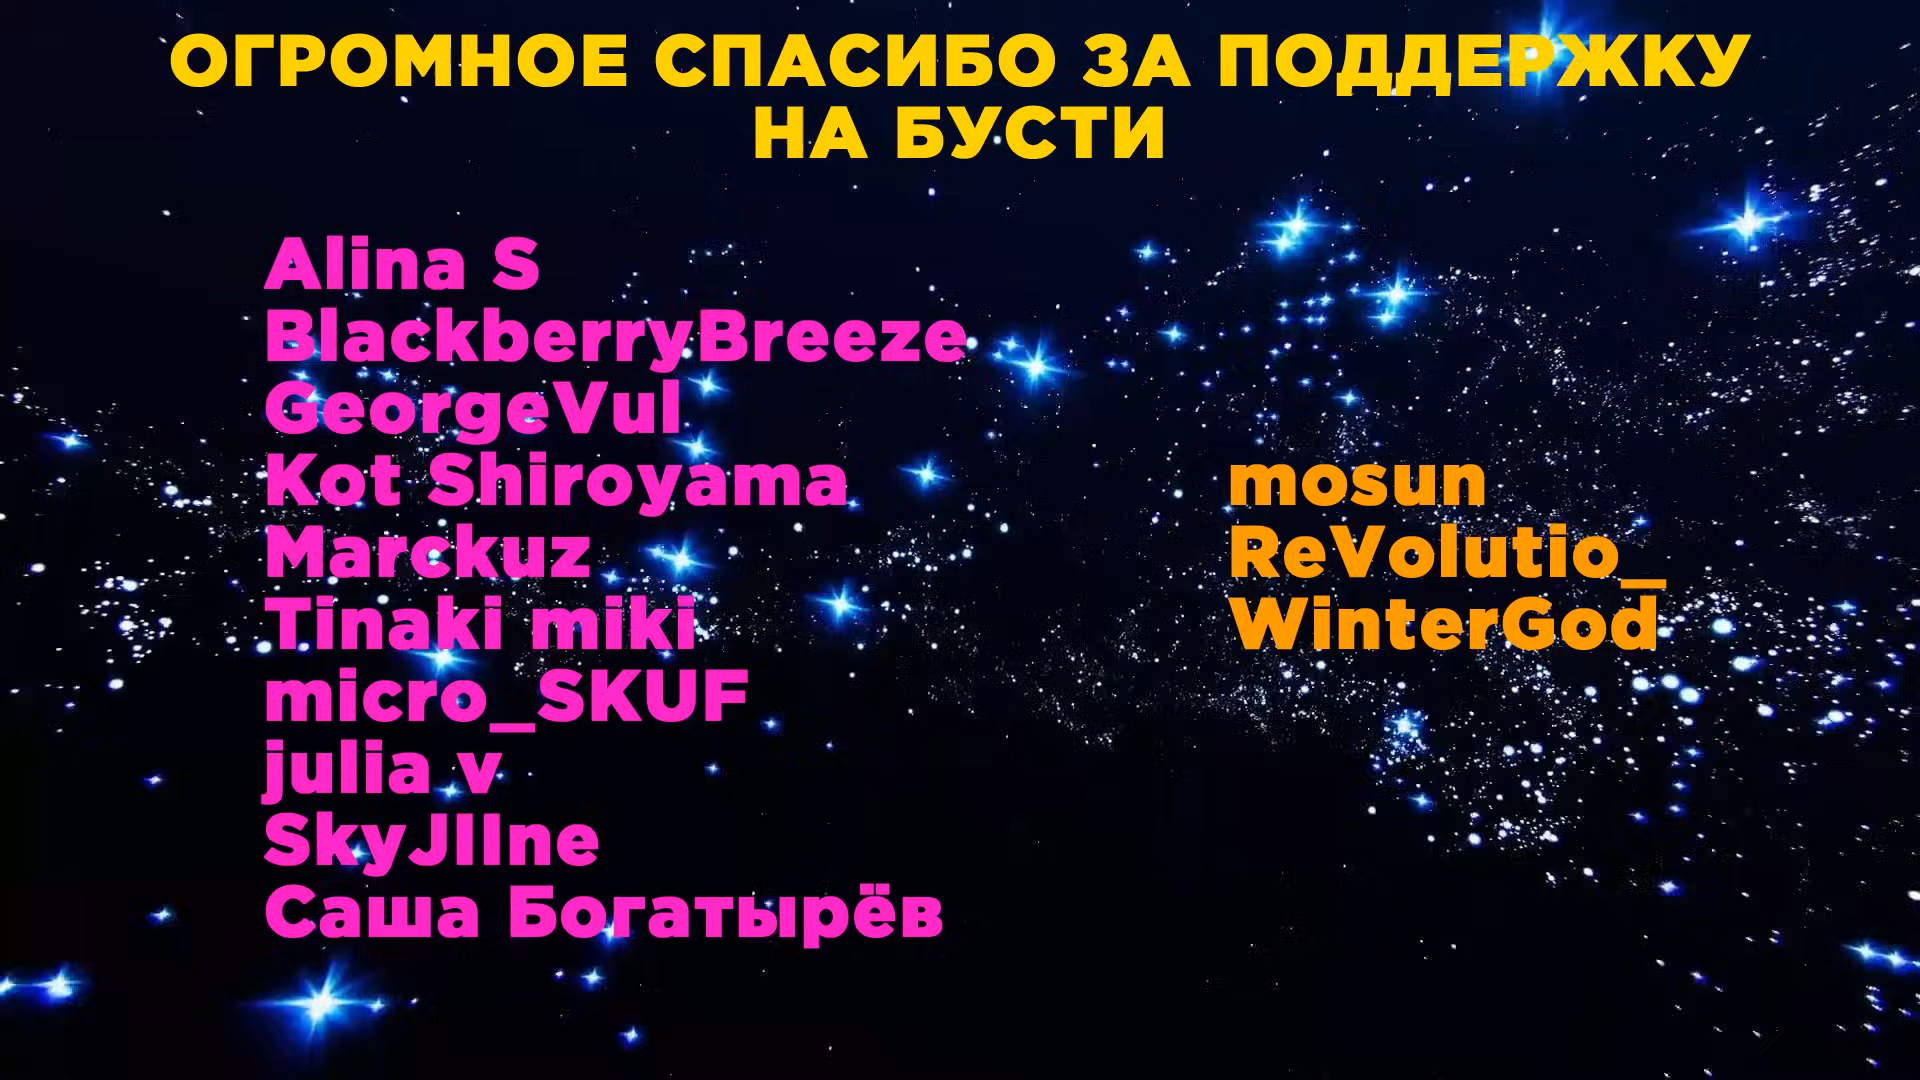 ОГРОМНОЕ СПАСИБО ЗА ПОДДЕРЖКУ
НА БУСТИ
Alina S
BlackberryBreeze
GeorgeVul
Kot Shiroyama
Marckuz
Tinaki miki
micro_SKUF
julia v
SkyJIIne
Саша Богатырёв
mosun
ReVolutio_
WinterGod